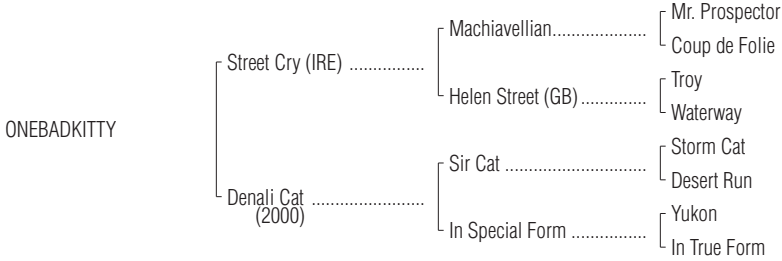 Mr. Prospector
Machiavellian.....................
Coup de Folie
Street Cry (IRE) ................
Troy
Helen Street (GB)..............
Waterway
ONEBADKITTY
Storm Cat
Sir Cat ..............................
Desert Run
Denali Cat ........................
(2000)
Yukon
In Special Form ................
In True Form